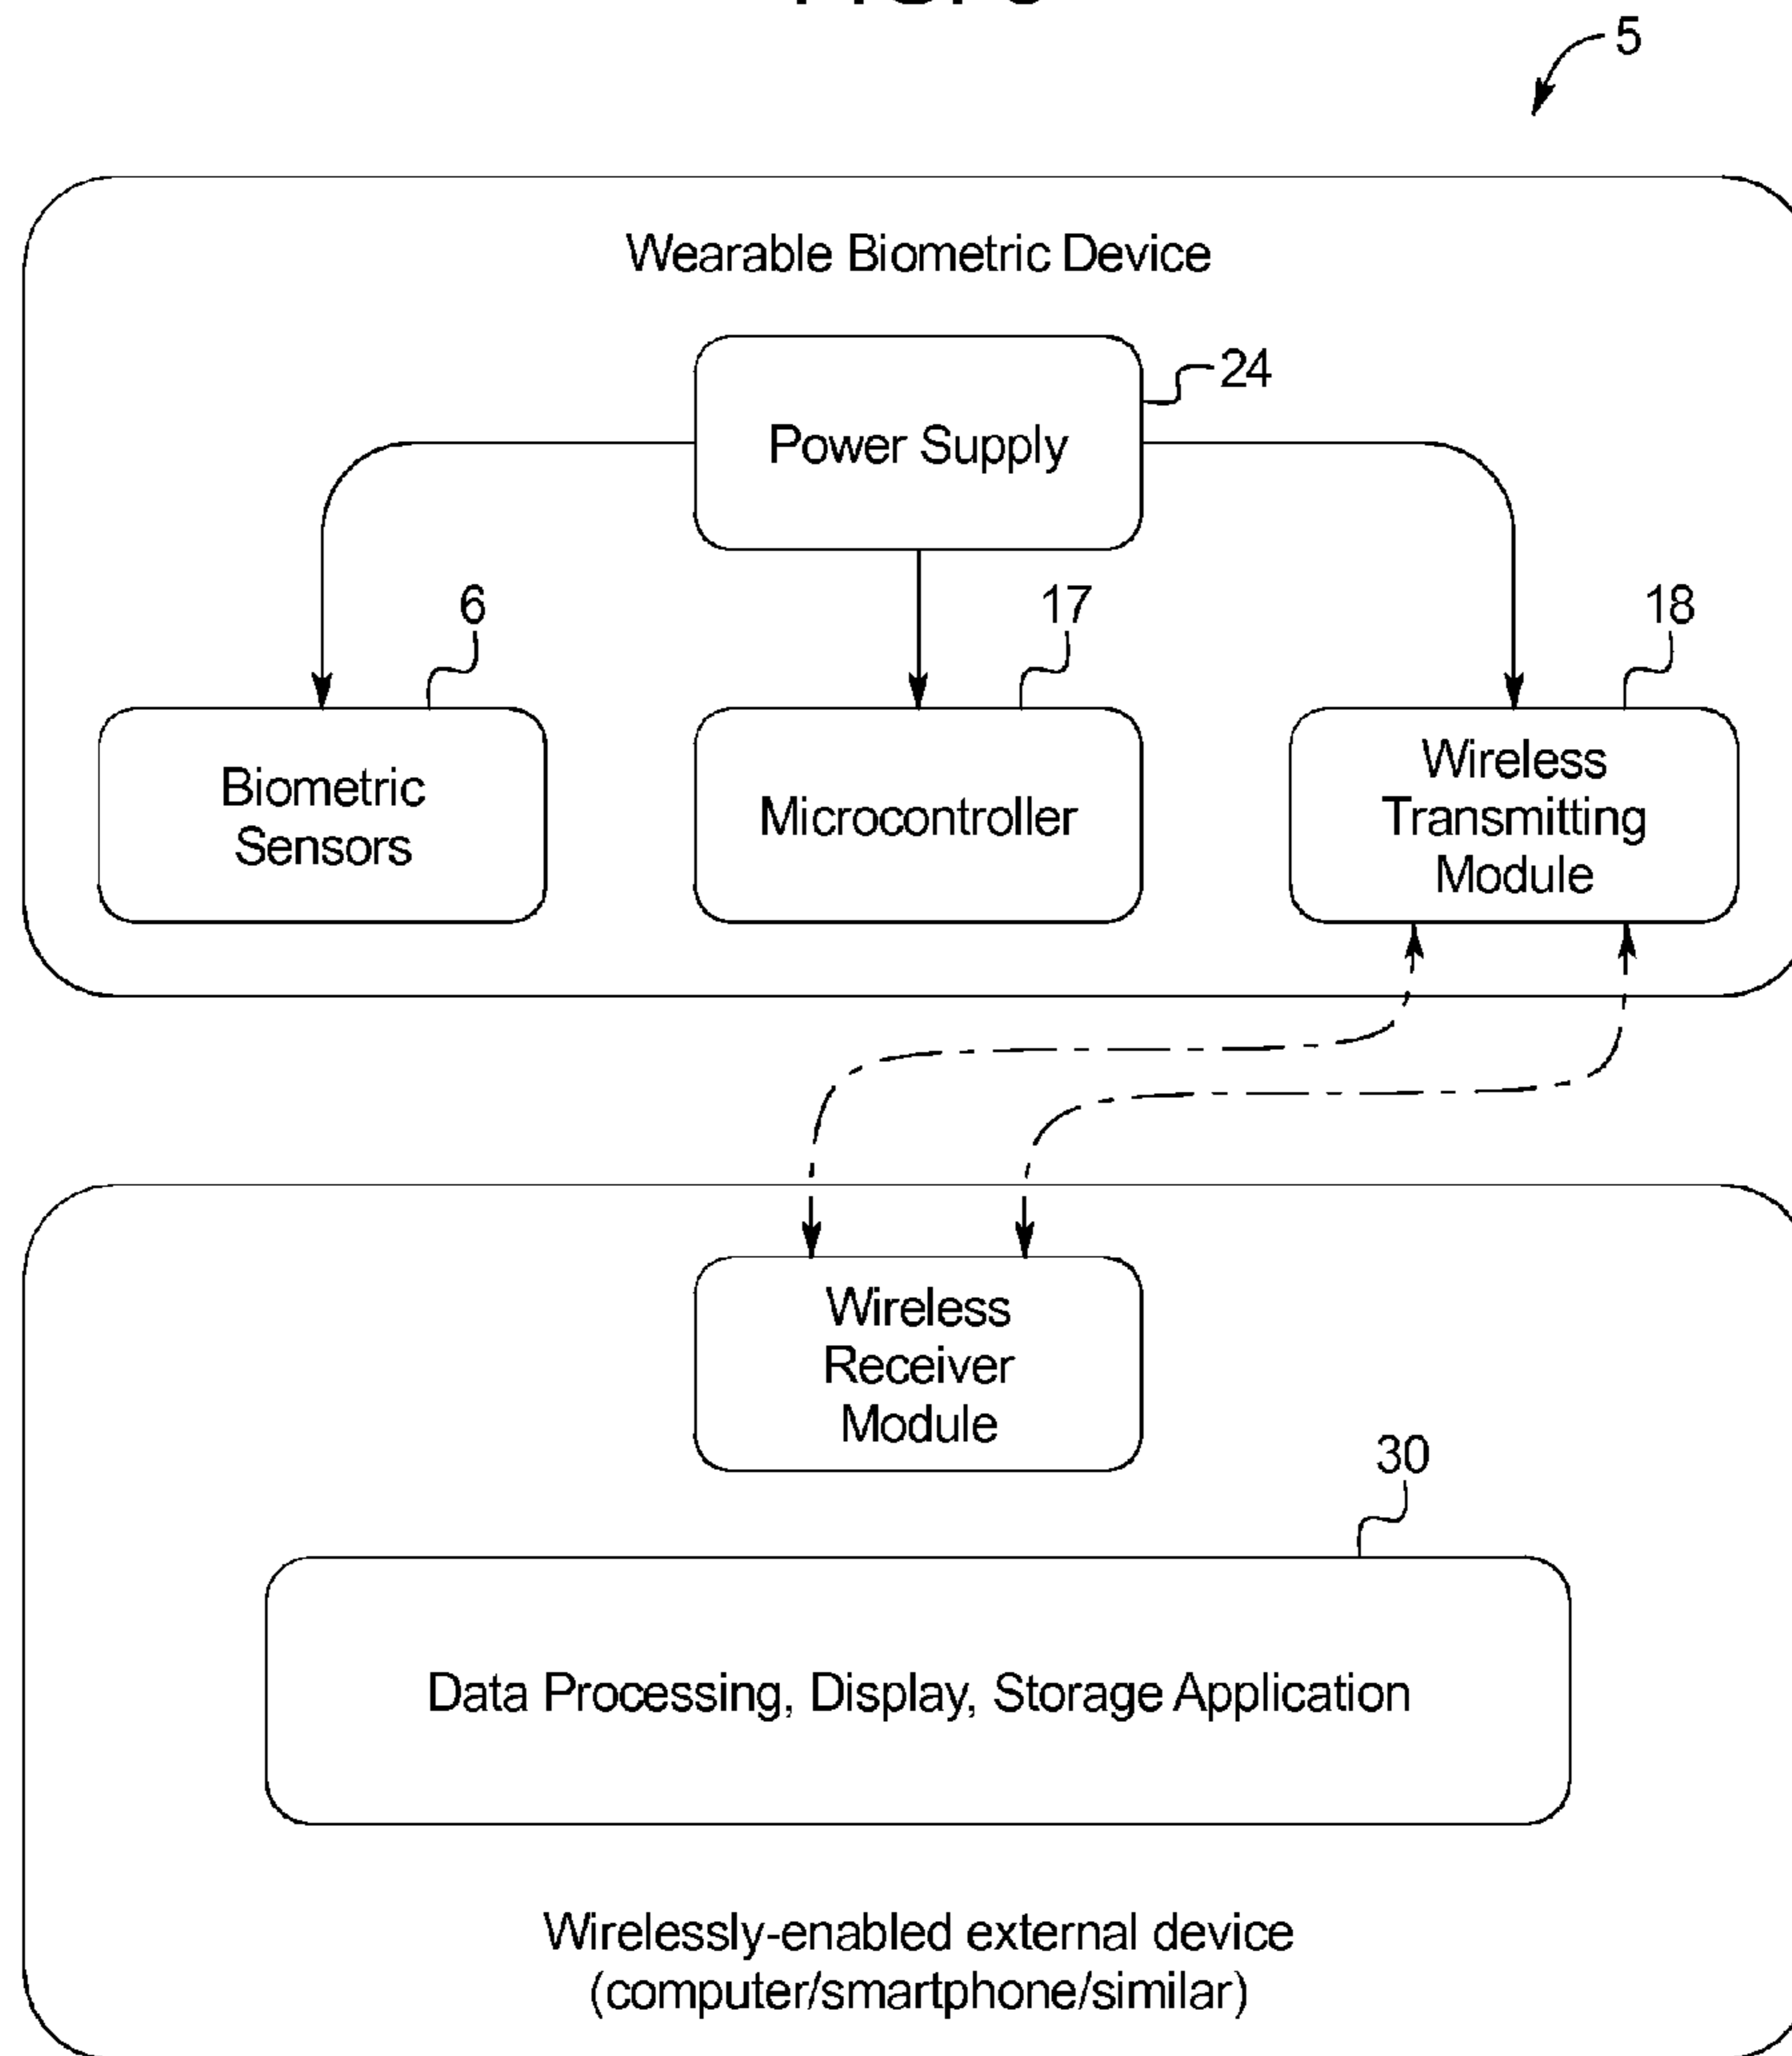 5
Wearable Biometric Device
24
Power Supply
6
17
18
Biometric
Sensors
Microcontroller
Wireless
Transmitting
Module
Wireless
Receiver
Module
30
Data Processing, Display, Storage Application
Wirelessly-enabled external device
(computer/smartphone/similar)